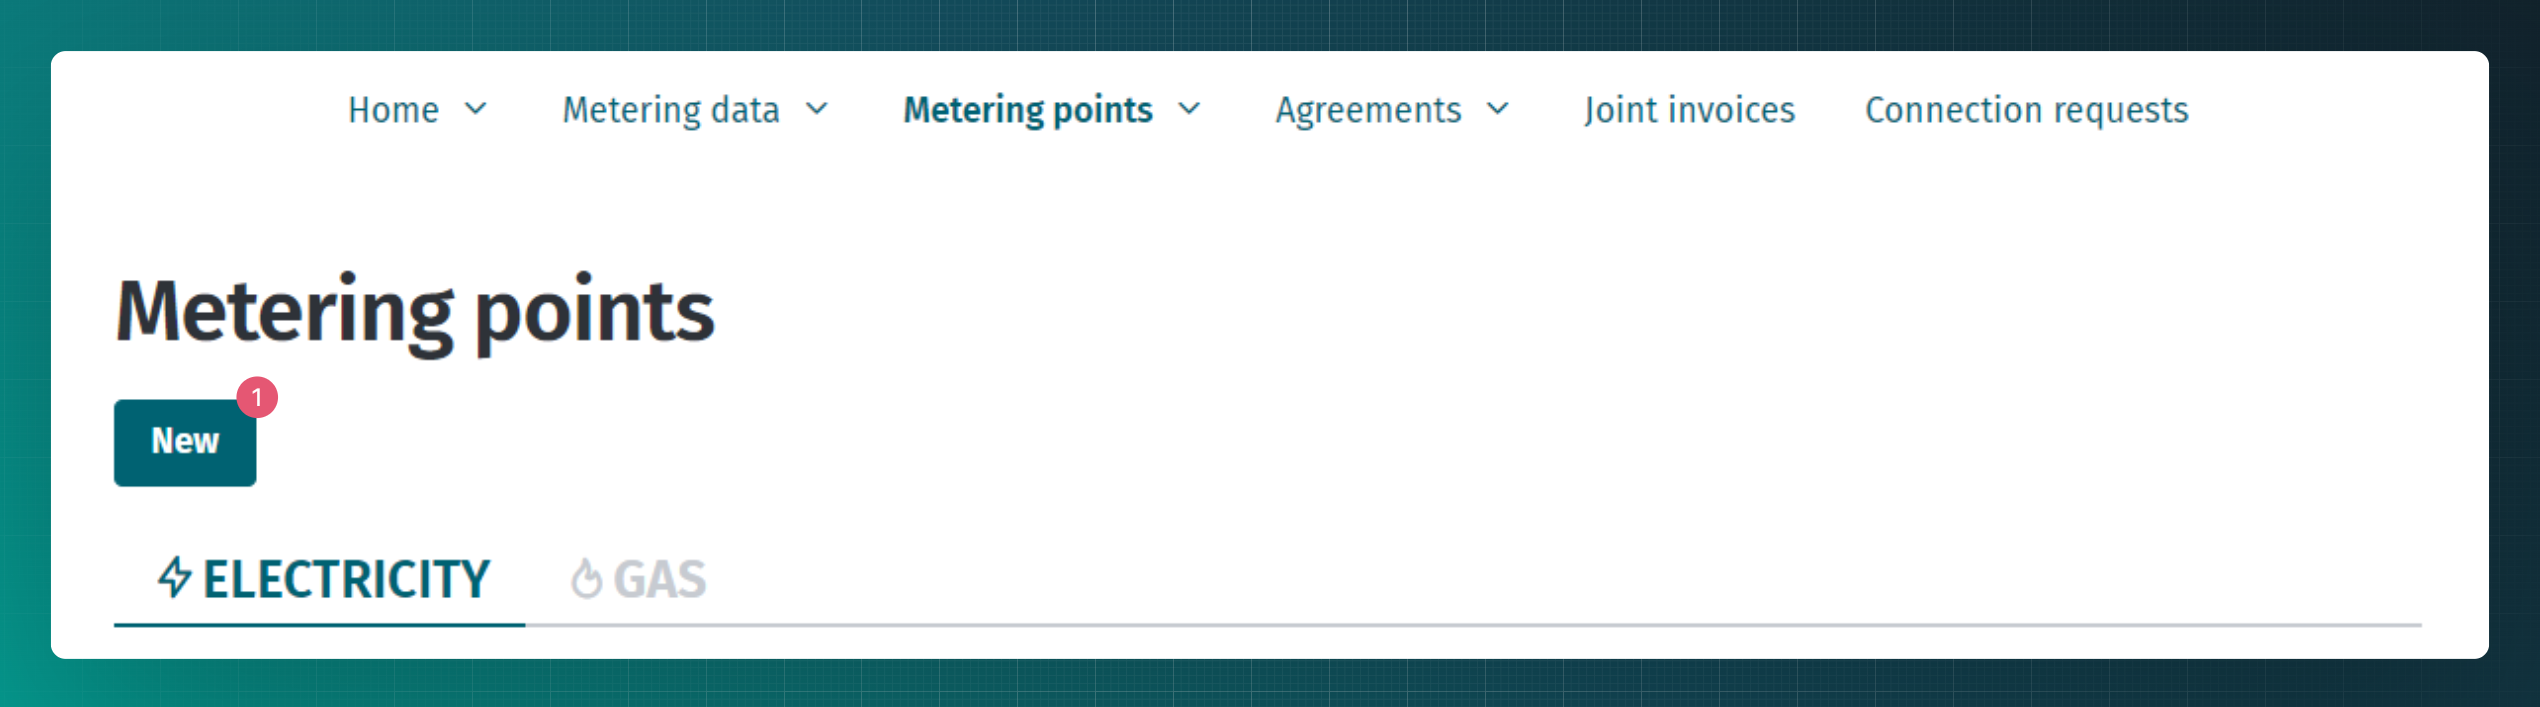 Home Metering data Metering points Agreements Joint invoices Connection requests
Metering points
1
New
ELECTRICITY GAS